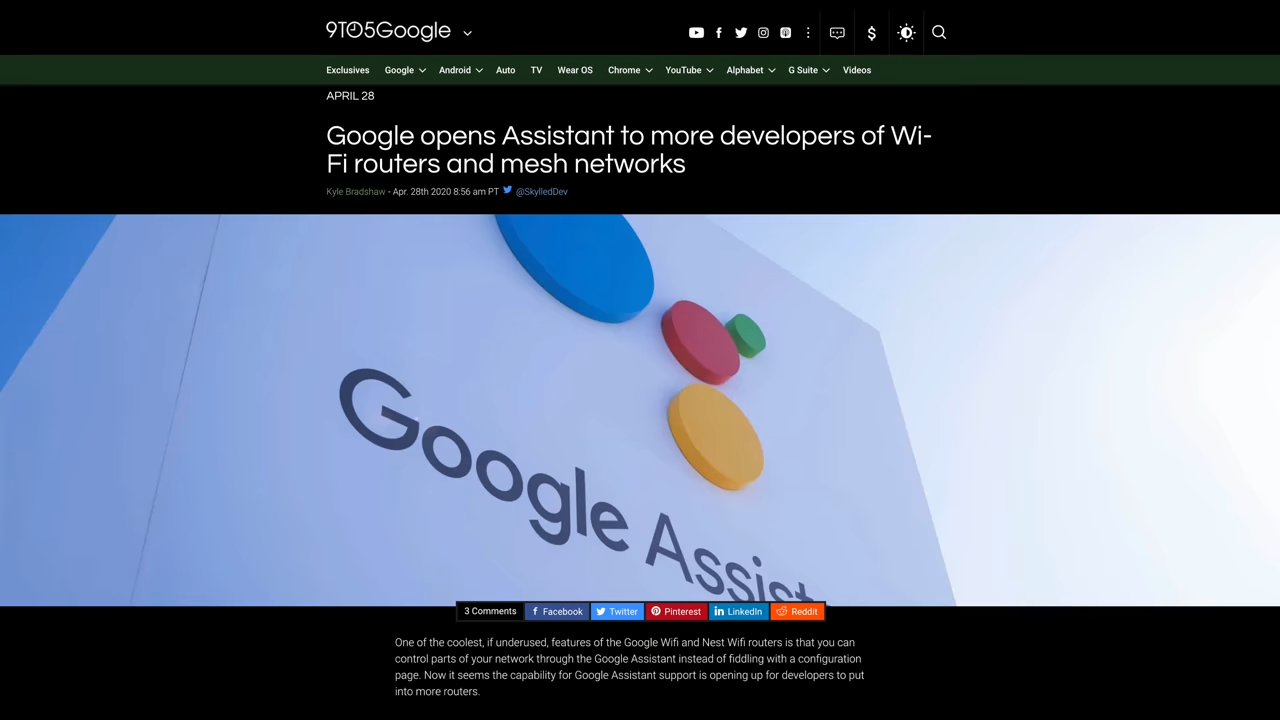 9TO5Google
Exclusives Google Android Auto TV Wear OS Chrome YouTube Alphabet G Suite Videos
APRIL 28
Google opens Assistant to more developers of Wi-
Fi routers and mesh networks
Kyle Bradshaw - Apr. 28th 2020 8:56 am PT @SkylledDev
Google Assist
3 Comments Facebook Twitter Pinterest LinkedIn Reddit
One of the coolest, if underused, features of the Google Wifi and Nest Wifi routers is that you can
control parts of your network through the Google Assistant instead of fiddling with a configuration
page. Now it seems the capability for Google Assistant support is opening up for developers to put
into more routers.